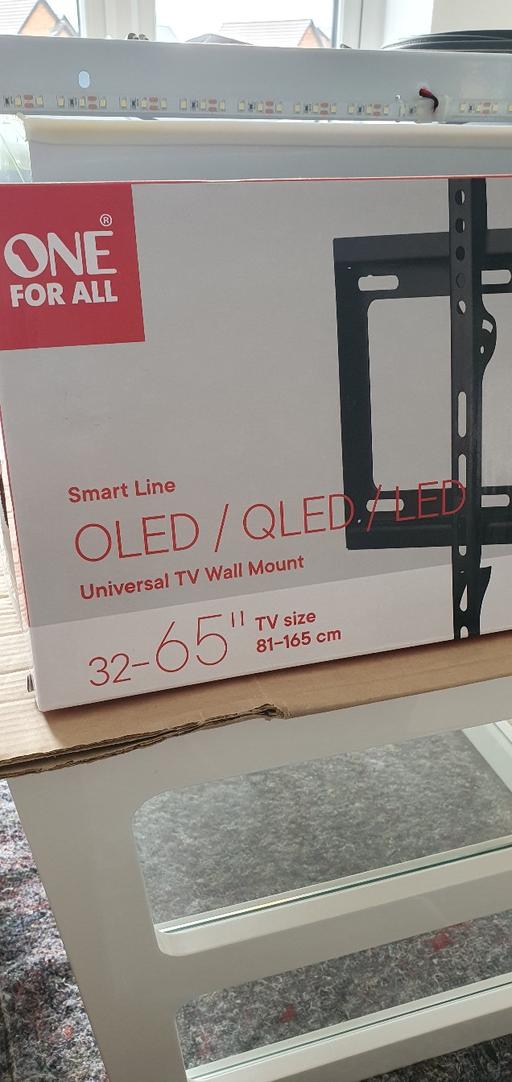 ONE®
FOR ALL
Smart Line
OLED / QLED / LED
Universal TV Wall Mount
32-65" TV size
81-165 cm